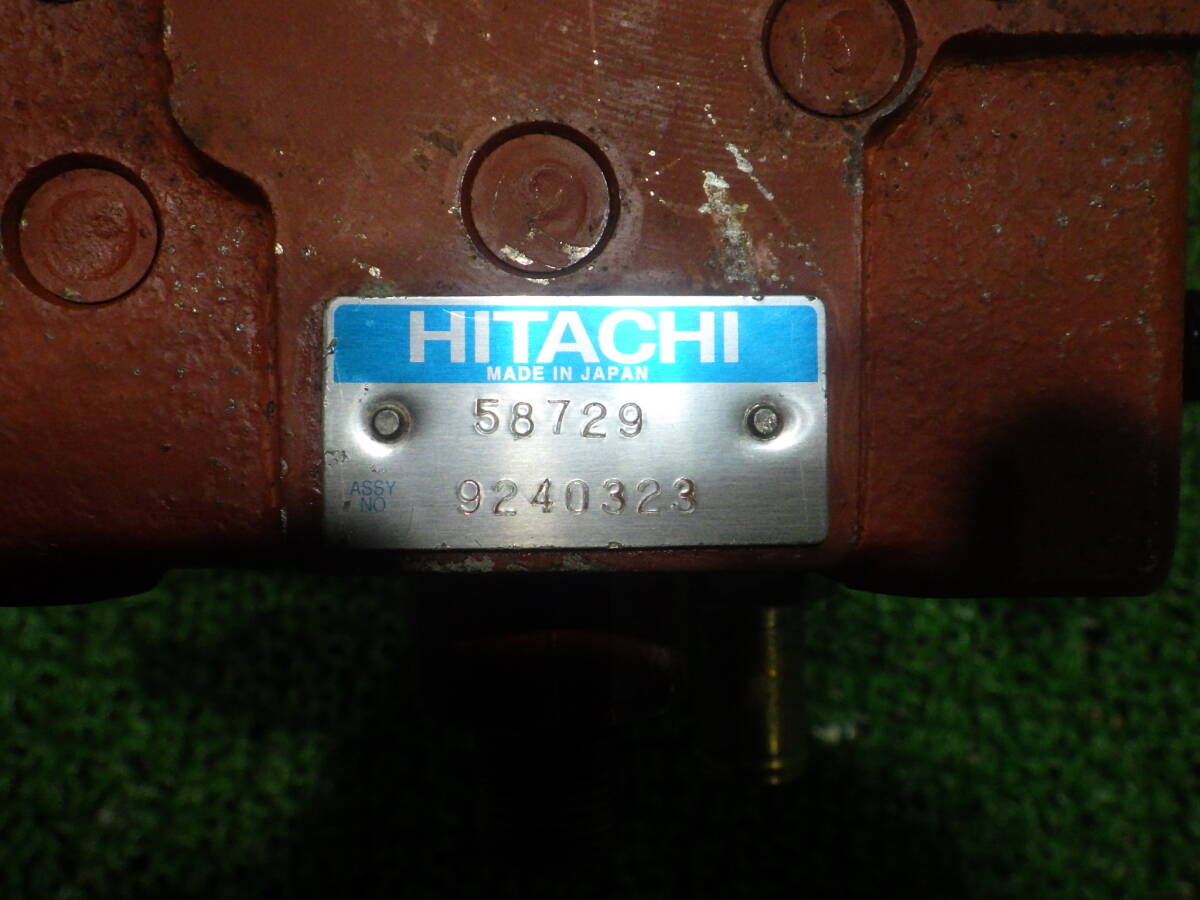 HITACHI
MADE IN JAPAN
58729
ASSY NO 9240323